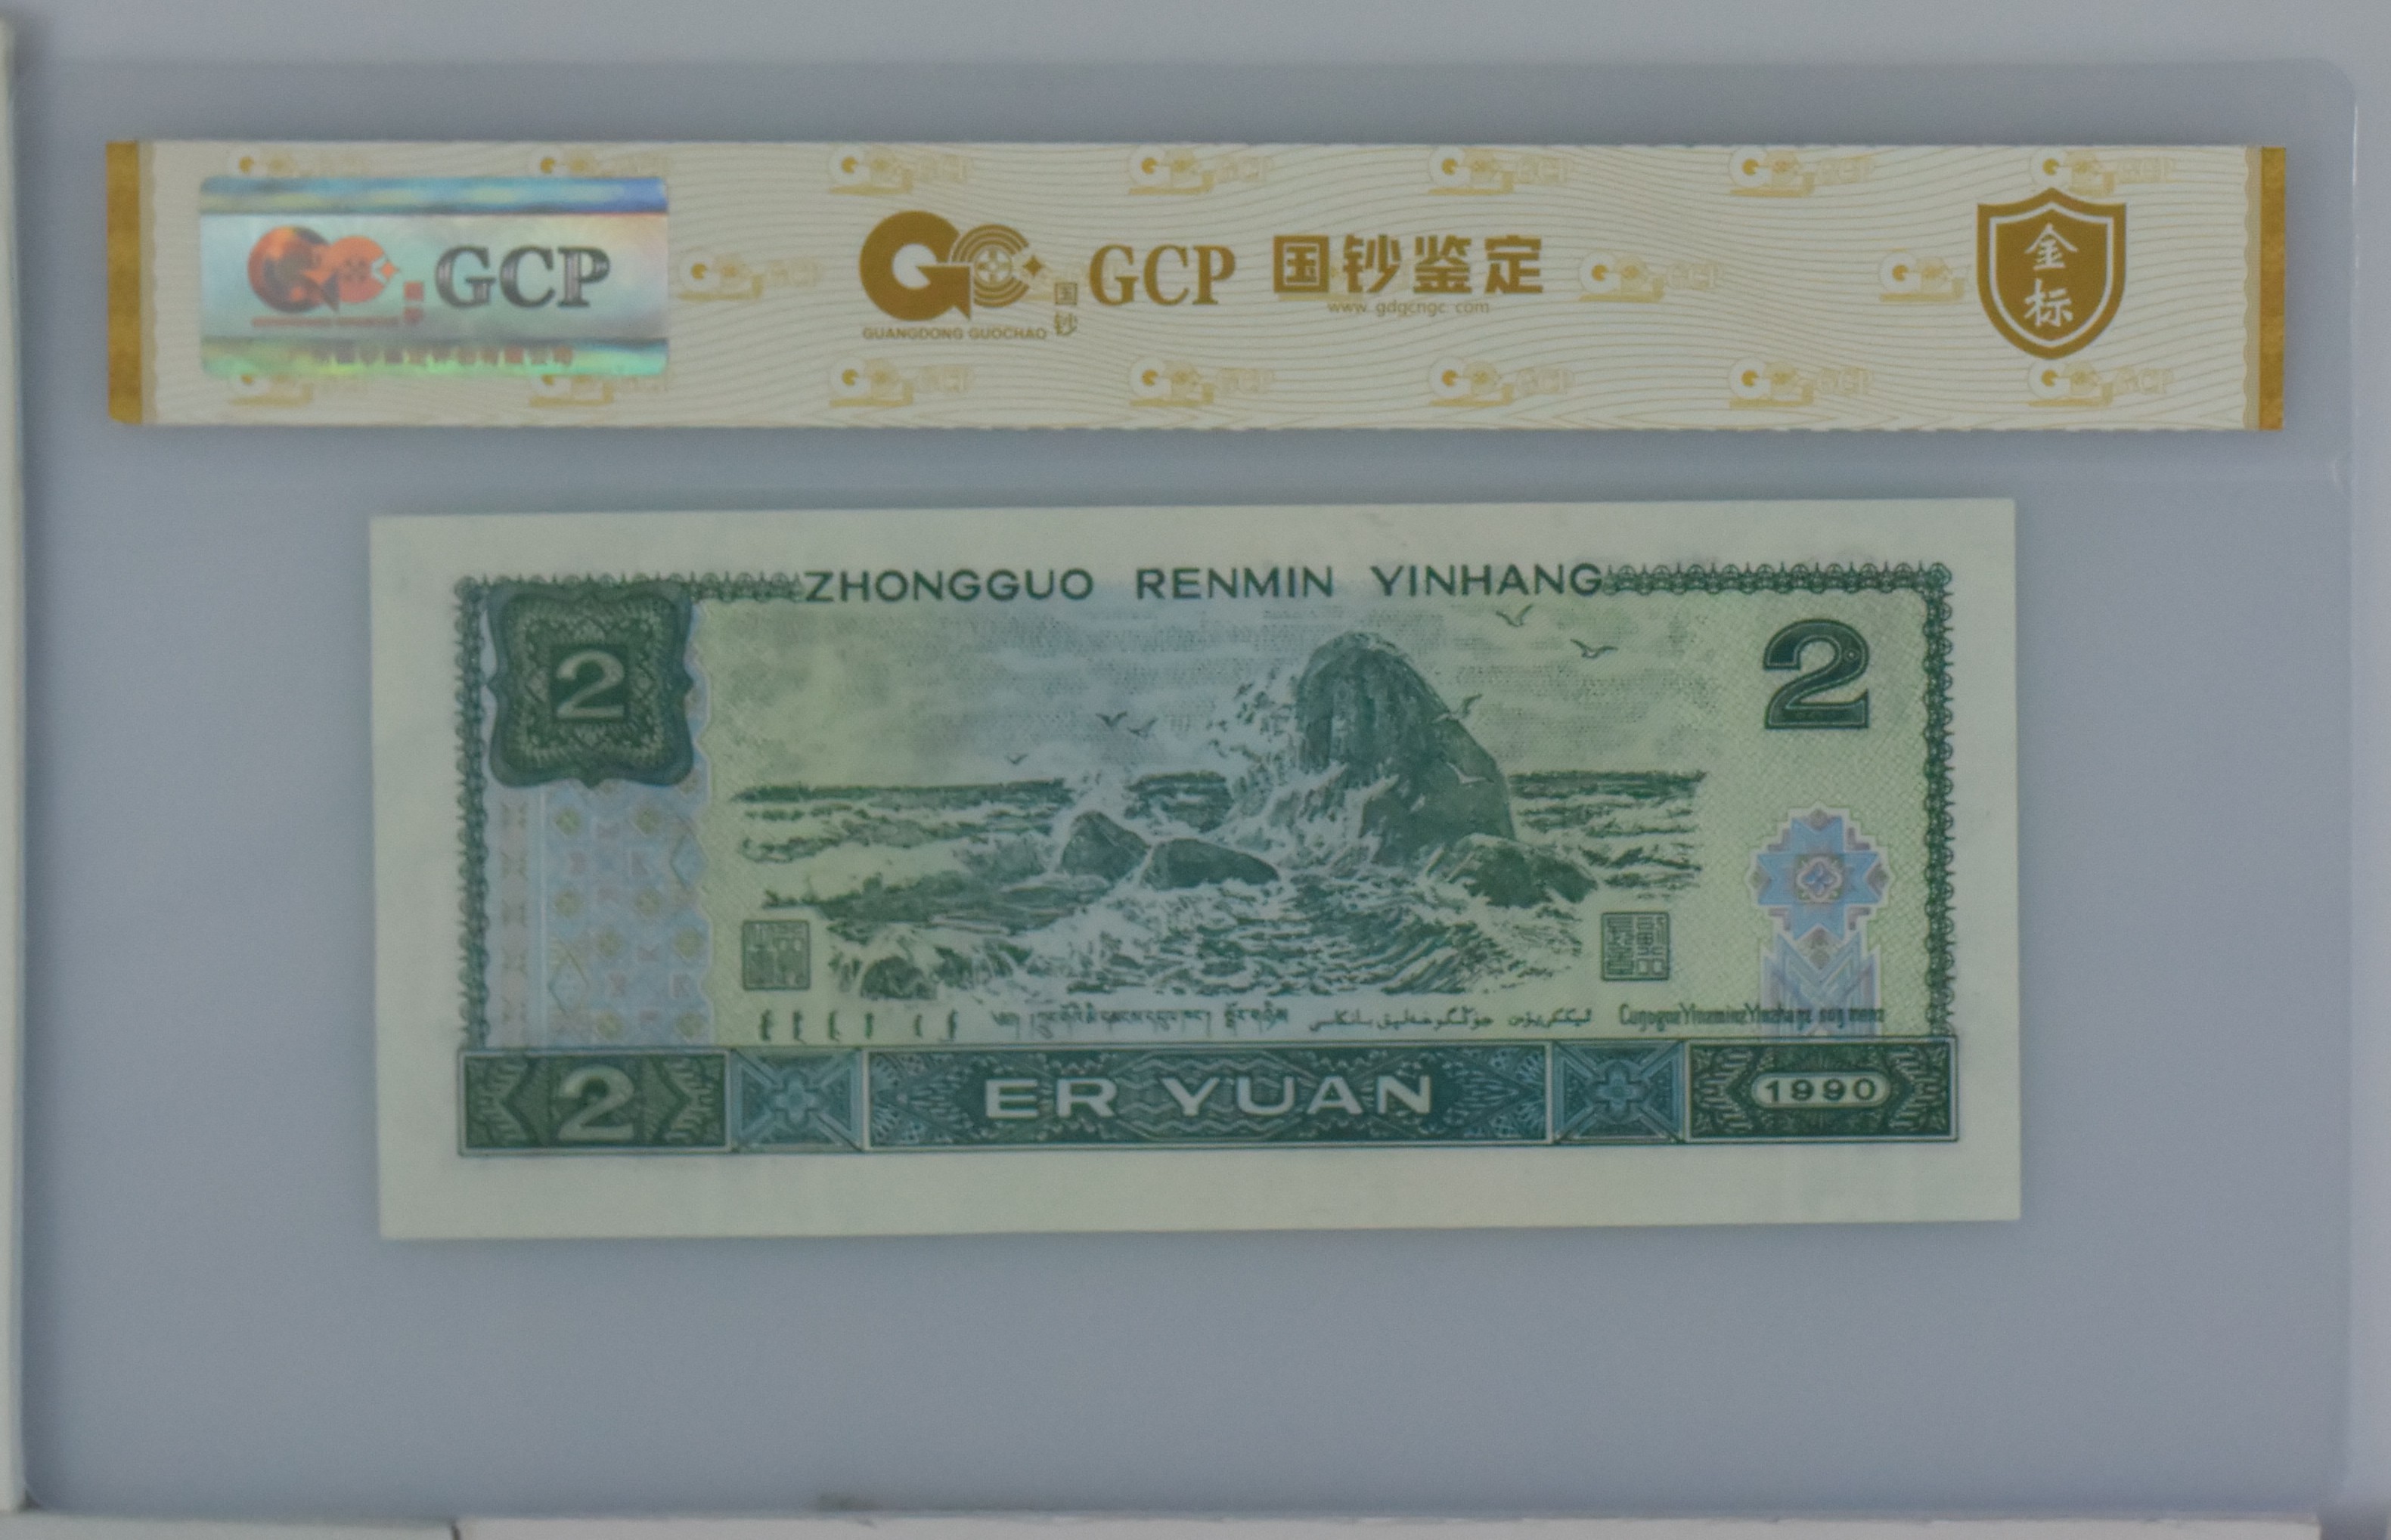 GCP
GCP 国钞鉴定
www. gdgcngc. com
国钞
GUANGDONG GUOCHAO
金标
ZHONGGUO RENMIN YINHANG
2
2
2
ER YUAN
1990